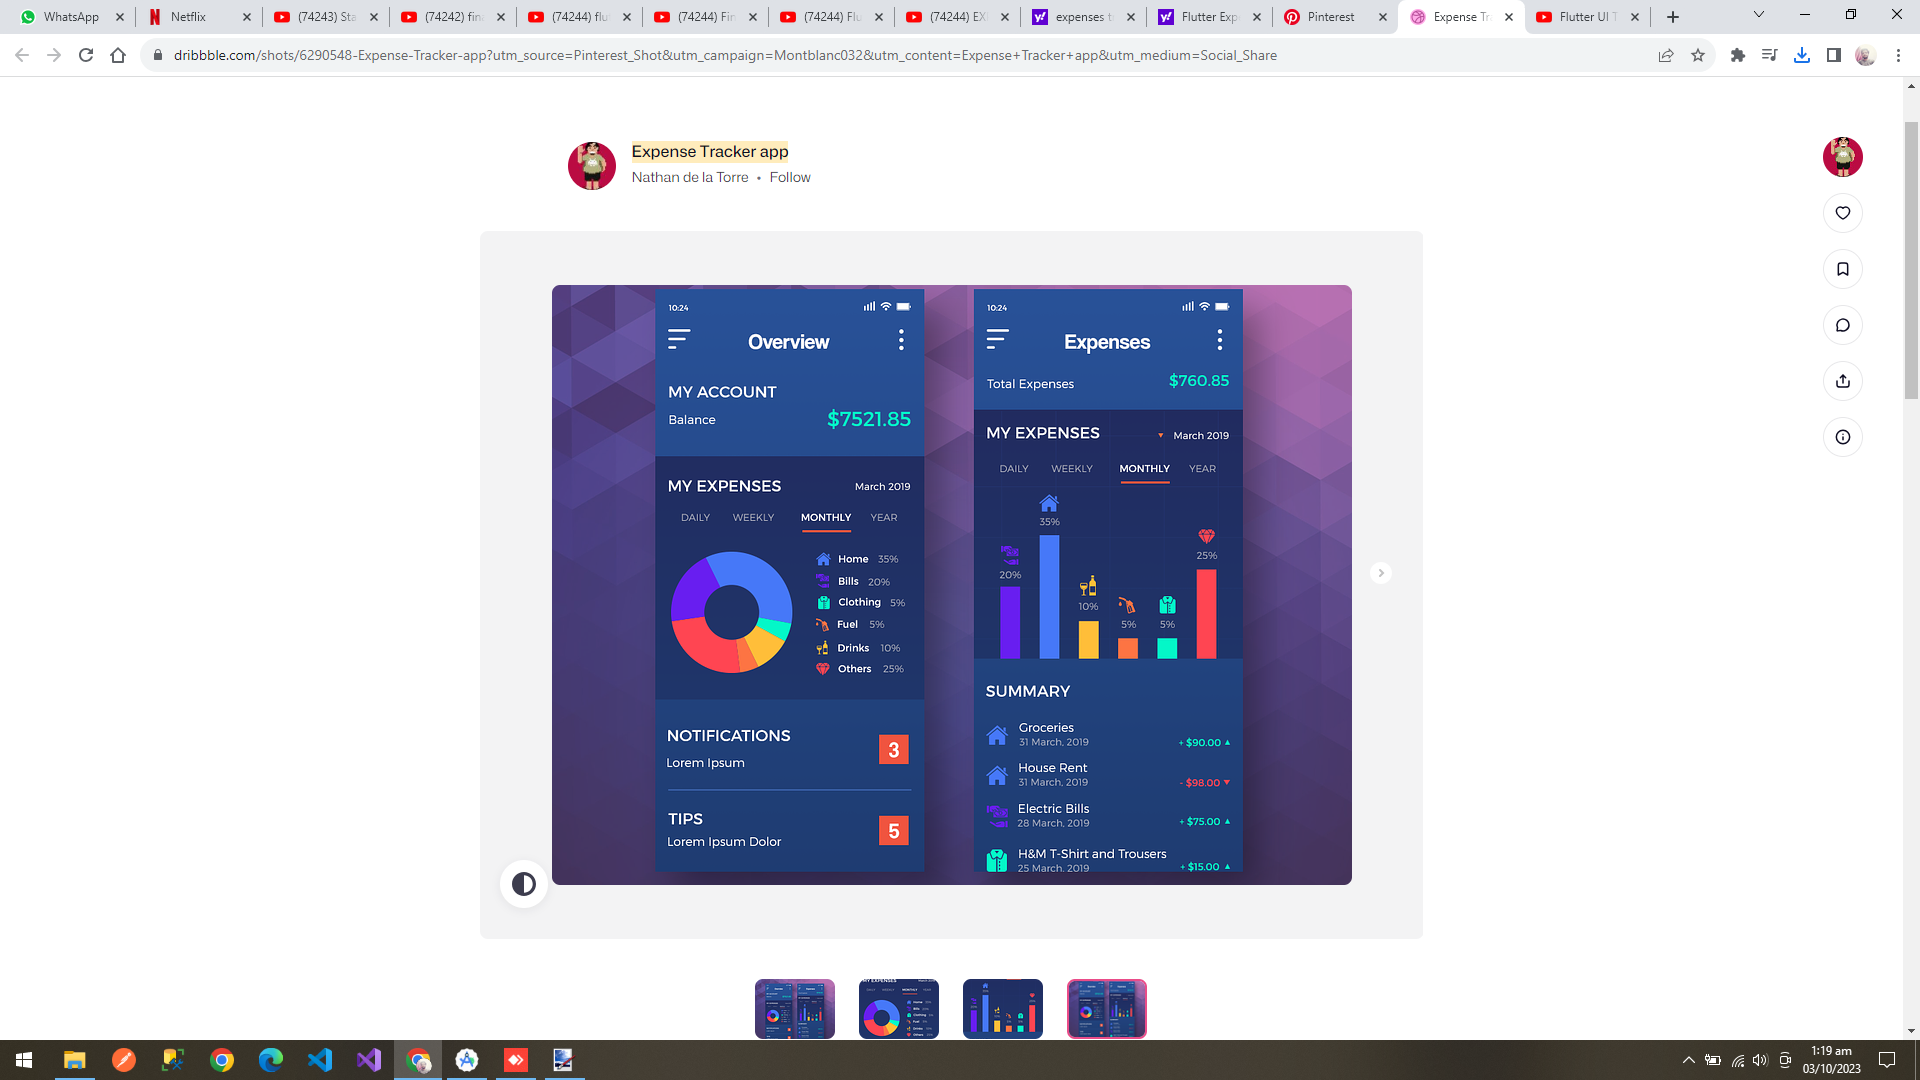 WhatsApp
Netflix
(74243) Sta
(74242) fina
(74244) flu
(74244) Fin
(74244) Flu
(74244) EX
expenses t
Flutter Exp
Pinterest
Expense Tr
Flutter UI T
dribbble.com/shots/6290548-Expense-Tracker-app?utm_source=Pinterest_Shot&utm_campaign=Montblanc032&utm_content=Expense+Tracker+app&utm_medium=Social_Share
Expense Tracker app
Nathan de la Torre • Follow
10:24
Overview
MY ACCOUNT
Balance $7521.85
MY EXPENSES March 2019
DAILY WEEKLY MONTHLY YEAR
Home 35%
Bills 20%
Clothing 5%
Fuel 5%
Drinks 10%
Others 25%
NOTIFICATIONS
Lorem Ipsum
3
TIPS
Lorem Ipsum Dolor
5
10:24
Expenses
Total Expenses $760.85
MY EXPENSES March 2019
DAILY WEEKLY MONTHLY YEAR
20%
35%
10%
5%
5%
25%
SUMMARY
Groceries
31 March, 2019
+ $90.00
House Rent
31 March, 2019
- $98.00
Electric Bills
28 March, 2019
+ $75.00
H&M T-Shirt and Trousers
25 March, 2019
+ $15.00
1:19 am
03/10/2023